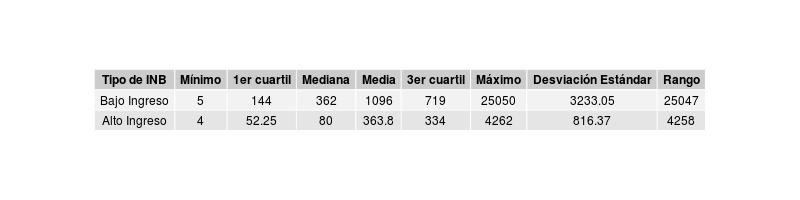 Tipo de INB Mínimo 1er cuartil Mediana Media 3er cuartil Máximo Desviación Estándar Rango
Bajo Ingreso 5 144 362 1096 719 25050 3233.05 25047
Alto Ingreso 4 52.25 80 363.8 334 4262 816.37 4258